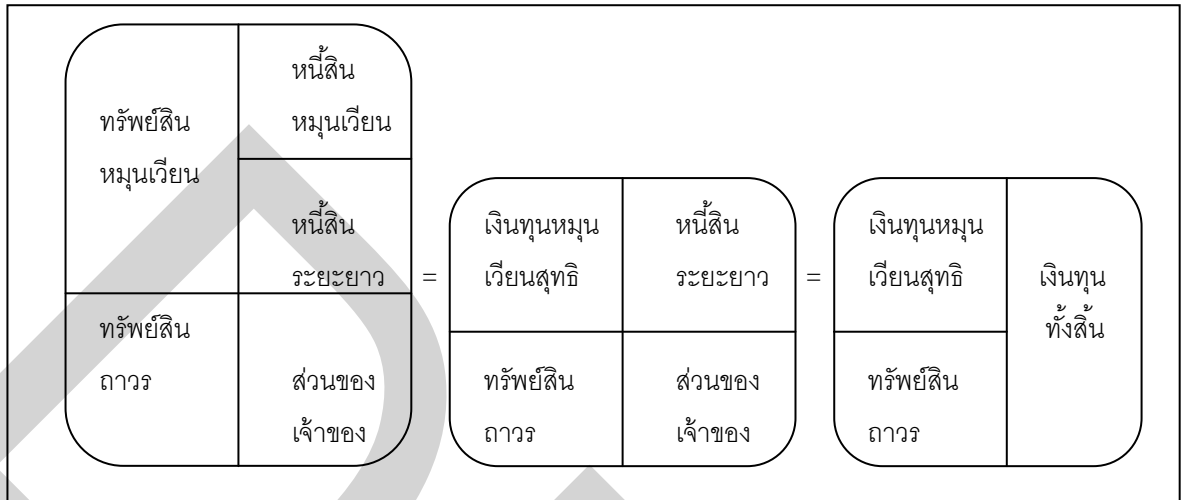 ทรัพย์สิน
หมุนเวียน
หนี้สิน
หมุนเวียน
หนี้สิน
ระยะยาว
ทรัพย์สิน
ถาวร
ส่วนของ
เจ้าของ
=
เงินทุนหมุน
เวียนสุทธิ
หนี้สิน
ระยะยาว
ทรัพย์สิน
ถาวร
ส่วนของ
เจ้าของ
=
เงินทุนหมุน
เวียนสุทธิ
ทรัพย์สิน
ถาวร
เงินทุน
ทั้งสิ้น